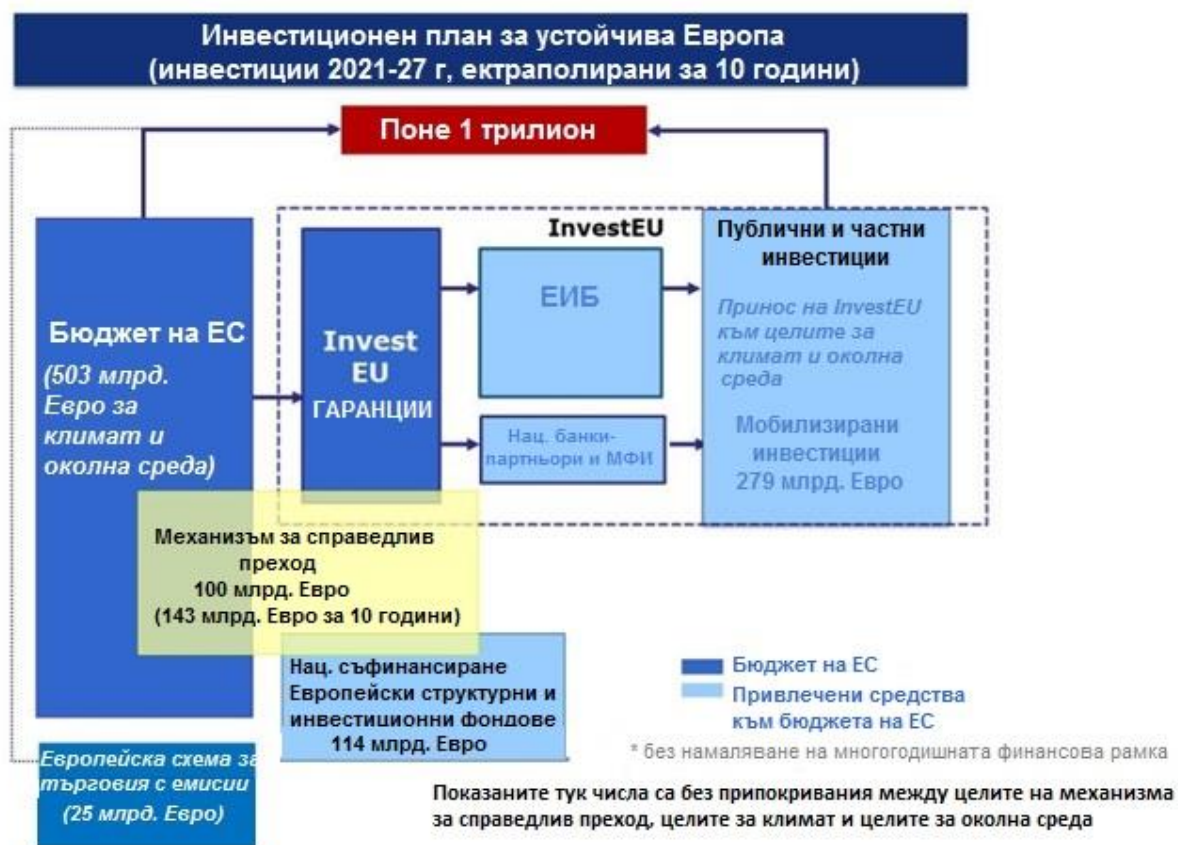 Инвестиционен план за устойчива Европа
(инвестиции 2021-27 г, ектраполирани за 10 години)
Поне 1 трилион
Бюджет на ЕС
(503 млрд.
Евро за
климат и
околна среда)
Invest
EU
ГАРАНЦИИ
InvestEU
ЕИБ
Нац. банки-
партньори и МФИ
Публични и частни
инвестиции
Принос на InvestEU
към целите за
климат и околна
среда
Мобилизирани
инвестиции
279 млрд. Евро
Механизъм за справедлив
преход
100 млрд. Евро
(143 млрд. Евро за 10 години)
Нац. съфинансиране
Европейски структурни и
инвестиционни фондове
114 млрд. Евро
Европейска схема за
търговия с емисии
(25 млрд. Евро)
Бюджет на ЕС
Привлечени средства
към бюджета на ЕС
* без намаляване на многогодишната финансова рамка
Показаните тук числа са без припокривания между целите на механизма
за справедлив преход, целите за климат и целите за околна среда